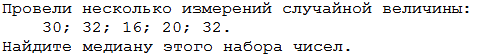 Провели несколько измерений случайной величины:
30; 32; 16; 20; 32.
Найдите медиану этого набора чисел.